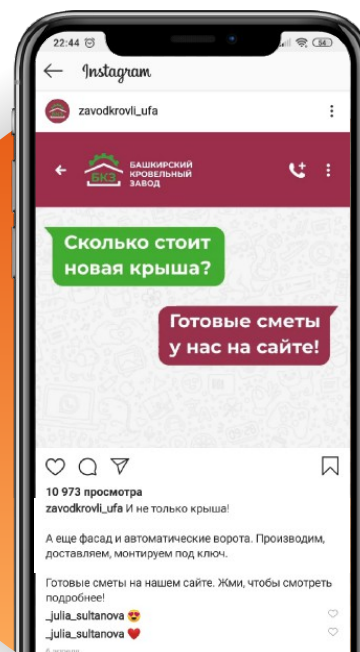 22:44
54
Instagram
zavodkrovli_ufa
БКЗ
БАШКИРСКИЙ
КРОВЕЛЬНЫЙ
ЗАВОД
Сколько стоит
новая крыша?
Готовые сметы
у нас на сайте!
10 973 просмотра
zavodkrovli_ufa И не только крыша!
А еще фасад и автоматические ворота. Производим,
доставляем, монтируем под ключ.
Готовые сметы на нашем сайте. Жми, чтобы смотреть
подробнее!
_julia_sultanova 😍
_julia_sultanova ❤️